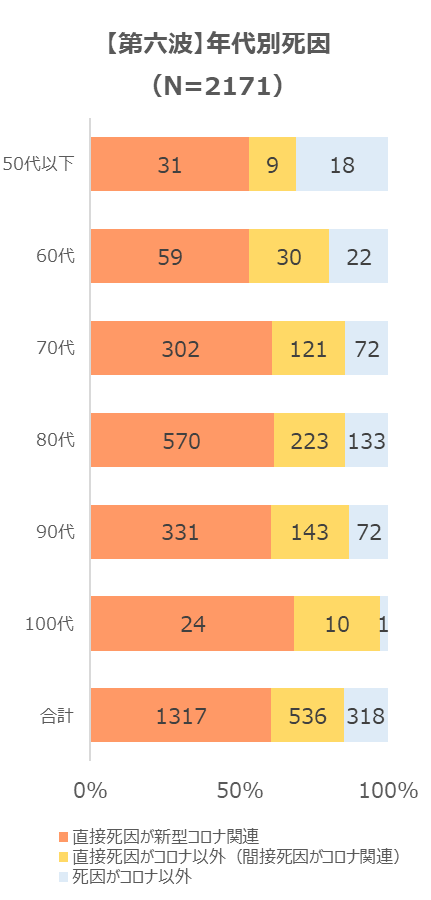 【第六波】年代別死因
（N=2171）
50代以下 31 9 18
60代 59 30 22
70代 302 121 72
80代 570 223 133
90代 331 143 72
100代 24 10 1
合計 1317 536 318
0% 50% 100%
直接死因が新型コロナ関連
直接死因がコロナ以外（間接死因がコロナ関連）
死因がコロナ以外